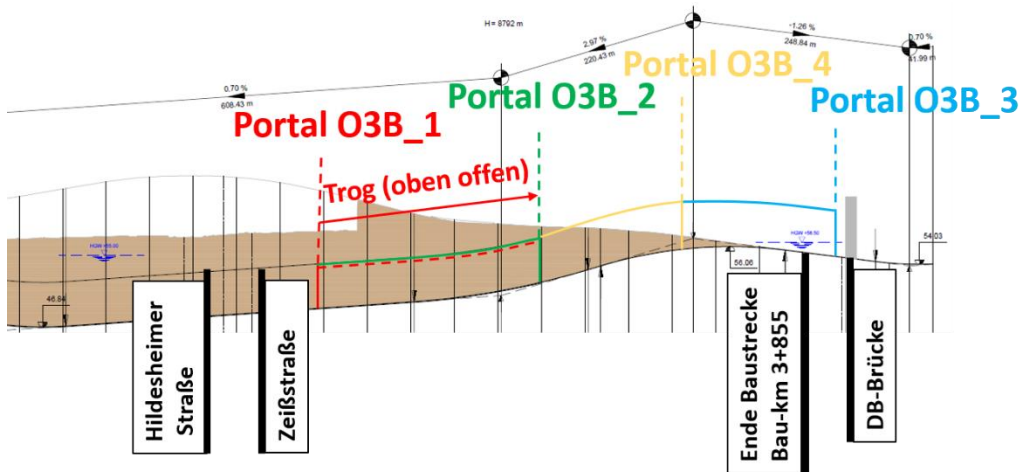 H= 8792 m
-1.26 %
248.84 m
0.70 %
41.99 m
2.97 %
220.43 m
0.70 %
608.43 m
Portal O3B_4
Portal O3B_2
Portal O3B_3
Portal O3B_1
Trog (oben offen)
54.03
56.06
46.84
Hildesheimer
Straße
Zeißstraße
Ende Baustrecke
Bau-km 3+855
DB-Brücke